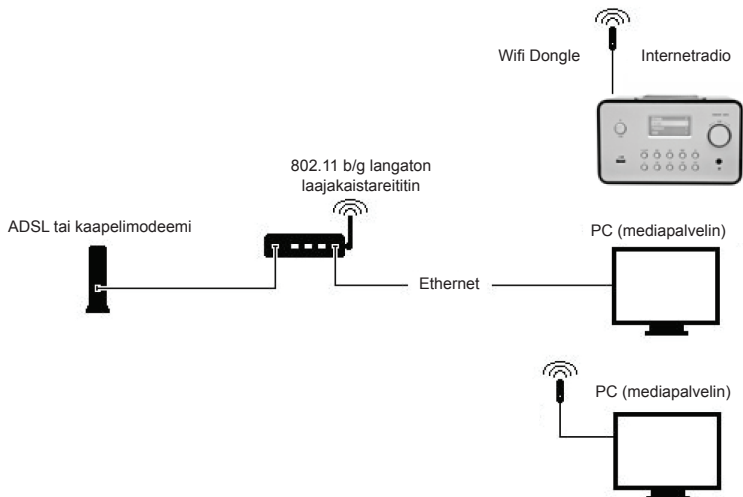 Wifi Dongle
Internetradio
802.11 b/g langaton
laajakaistareititin
ADSL tai kaapelimodeemi
PC (mediapalvelin)
Ethernet
PC (mediapalvelin)